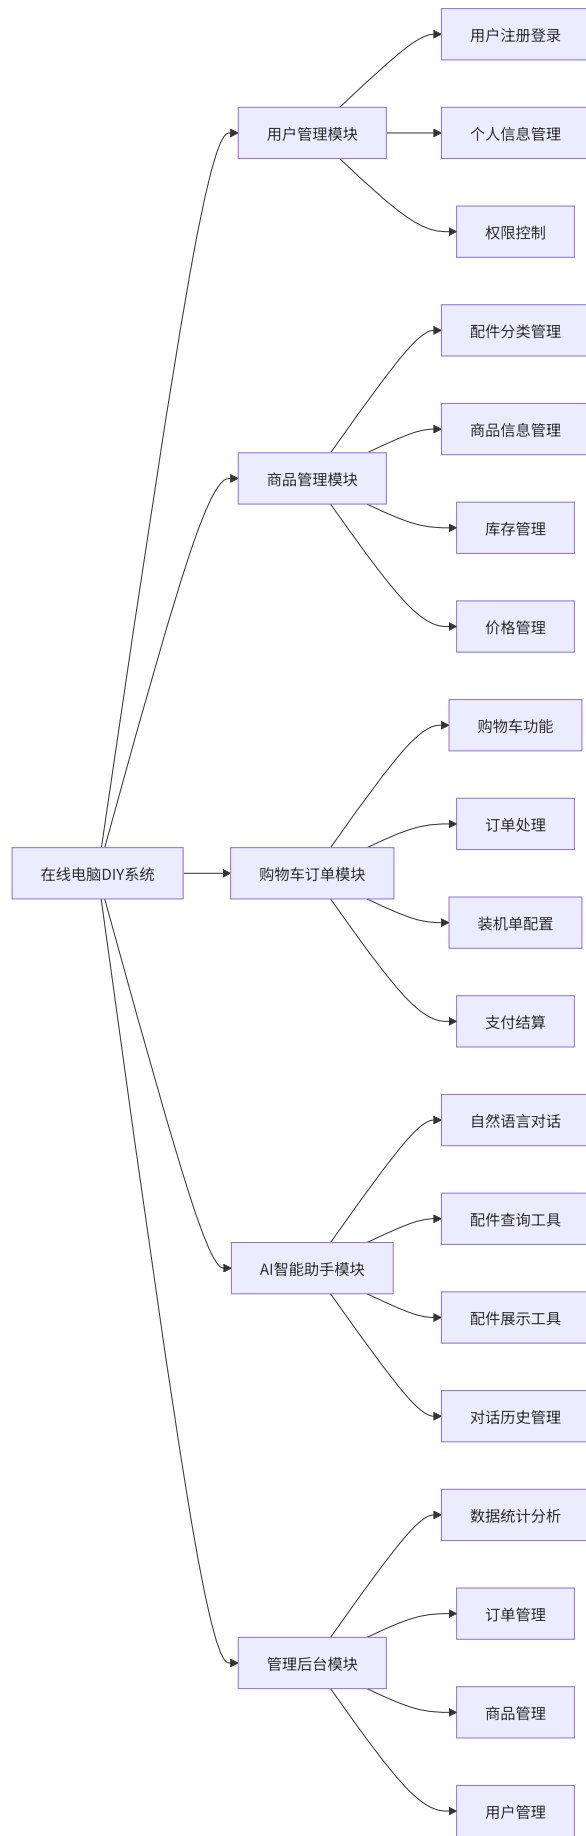 用户注册登录
用户管理模块
个人信息管理
权限控制
配件分类管理
商品信息管理
商品管理模块
库存管理
价格管理
购物车功能
订单处理
在线电脑DIY系统
购物车订单模块
装机单配置
支付结算
自然语言对话
配件查询工具
AI智能助手模块
配件展示工具
对话历史管理
数据统计分析
订单管理
管理后台模块
商品管理
用户管理